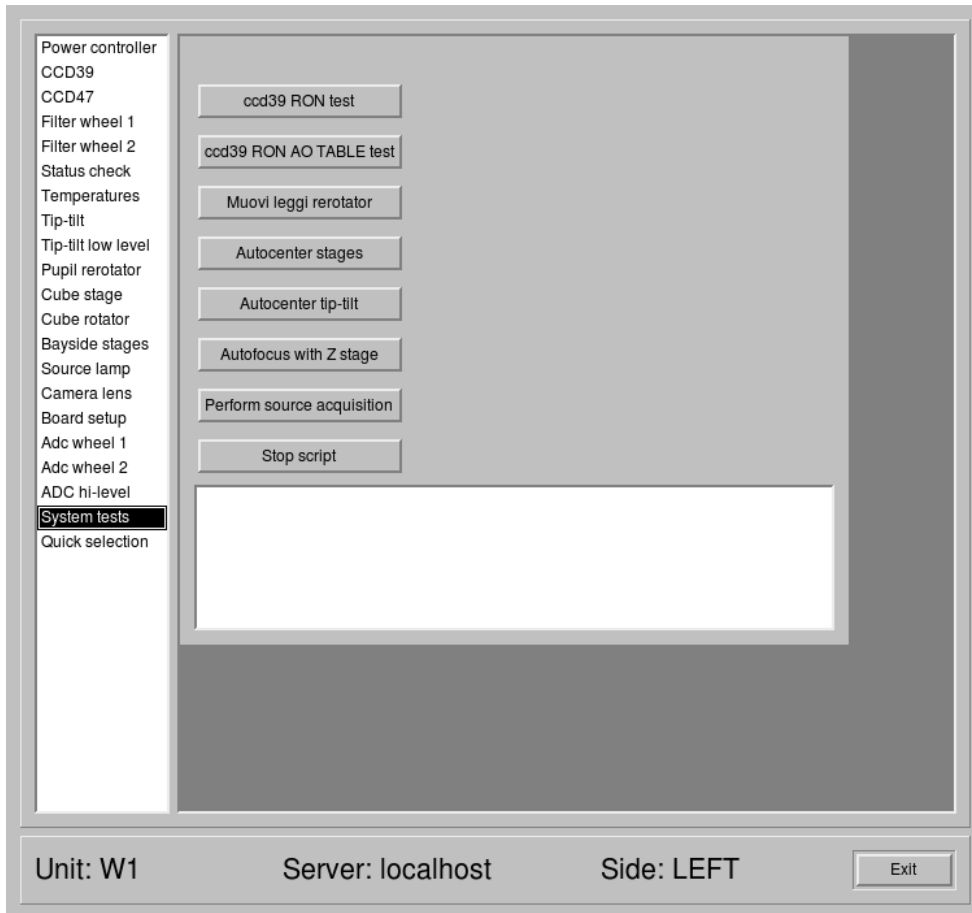 Power controller
CCD39
CCD47
Filter wheel 1
Filter wheel 2
Status check
Temperatures
Tip-tilt
Tip-tilt low level
Pupil rerotator
Cube stage
Cube rotator
Bayside stages
Source lamp
Camera lens
Board setup
Adc wheel 1
Adc wheel 2
ADC hi-level
System tests
Quick selection
ccd39 RON test
ccd39 RON AO TABLE test
Muovi leggi rerotator
Autocenter stages
Autocenter tip-tilt
Autofocus with Z stage
Perform source acquisition
Stop script
Unit: W1
Server: localhost
Side: LEFT
Exit